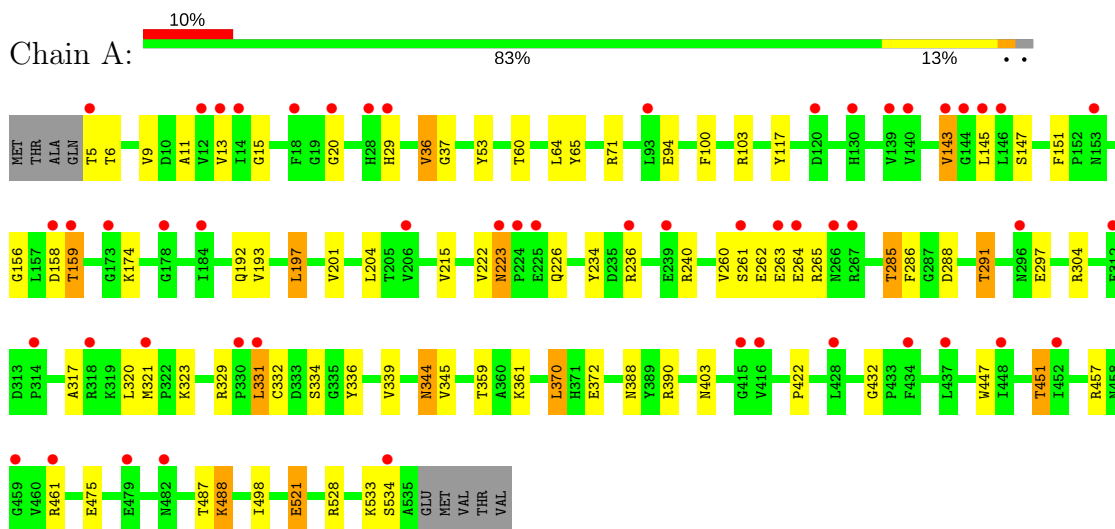 10%
Chain A:
83% 13% • •
MET THR ALA GLN T5 T6 V9 D10 A11 V12 V13 I14 G15 F18 G19 G20 H28 H29 V36 G37 Y53 T60 L64 Y65 R71 L93 E94 F100 R103 Y117 D120 H130 V139 V140 V143 G144 L145 L146 S147 F151 P152 N153
G156 L157 D158 T159 G173 K174 G178 I184 Q192 V193 L197 V201 L204 T205 V206 V215 V222 N223 P224 E225 Q226 Y234 D235 R236 E239 R240 V260 S261 E262 E263 E264 R265 N266 R267 T285 F286 G287 D288 T291 N296 E297 R304
D313 P314 A317 R318 K319 L320 M321 P322 K323 R329 P330 L331 C332 D333 S334 G335 Y336 V339 N344 V345 T359 A360 K361 L370 H371 E372 N388 Y389 R390 N403 G415 V416 P422 L428 G432 P433 F434 L437 W447 I448 T451 I452 R457 N458
G459 V460 R461 E475 E479 N482 T487 K488 I498 E521 R528 K533 S534 A535 GLU MET VAL THR VAL